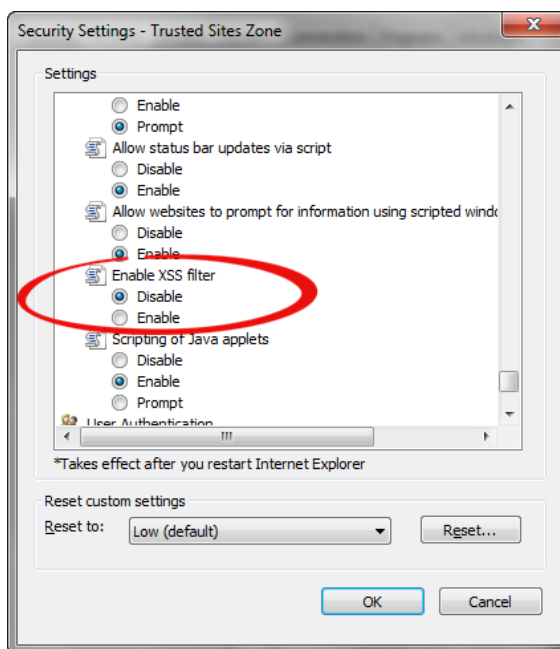 Security Settings - Trusted Sites Zone
Settings
Enable
Prompt
Allow status bar updates via script
Disable
Enable
Allow websites to prompt for information using scripted
Disable
Enable
Enable XSS filter
Disable
Enable
Scripting of Java applets
Disable
Enable
Prompt
User Authentication
*Takes effect after you restart Internet Explorer
Reset custom settings
Reset to:
Low (default)
Reset...
OK
Cancel